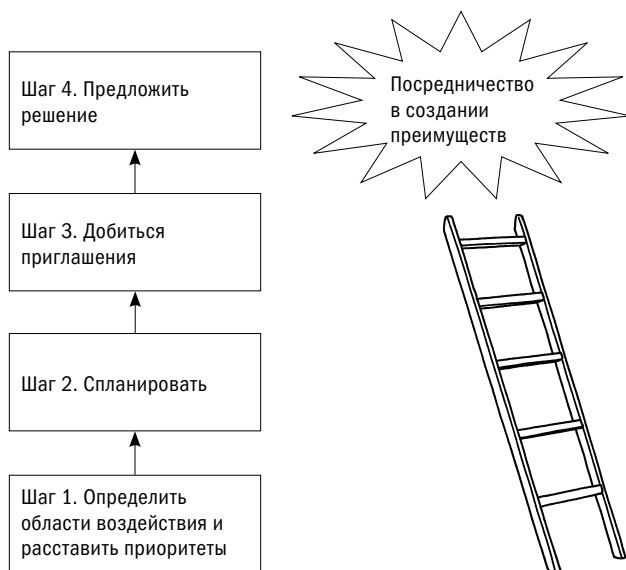 Шаг 4. Предложить
решение
Посредничество
в создании
преимуществ
Шаг 3. Добиться
приглашения
Шаг 2. Спланировать
Шаг 1. Определить
области воздействия и
расставить приоритеты